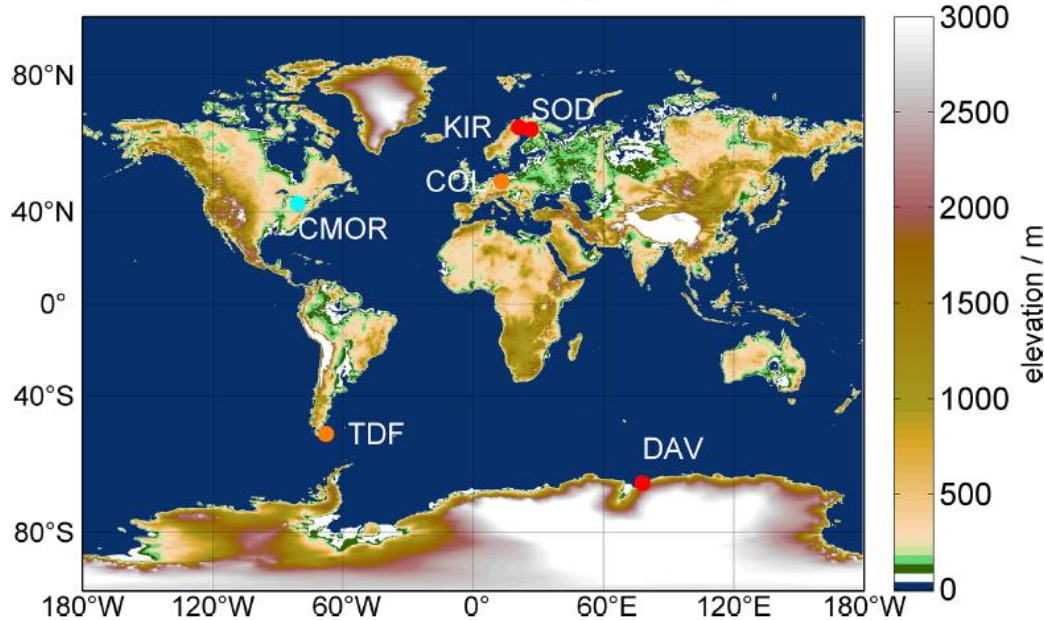 80°N
40°N
0°
40°S
80°S
180°W
120°W
60°W
0°
60°E
120°E
180°W
KIR
SOD
COL
CMOR
TDF
DAV
3000
2500
2000
1500
1000
500
0
elevation / m